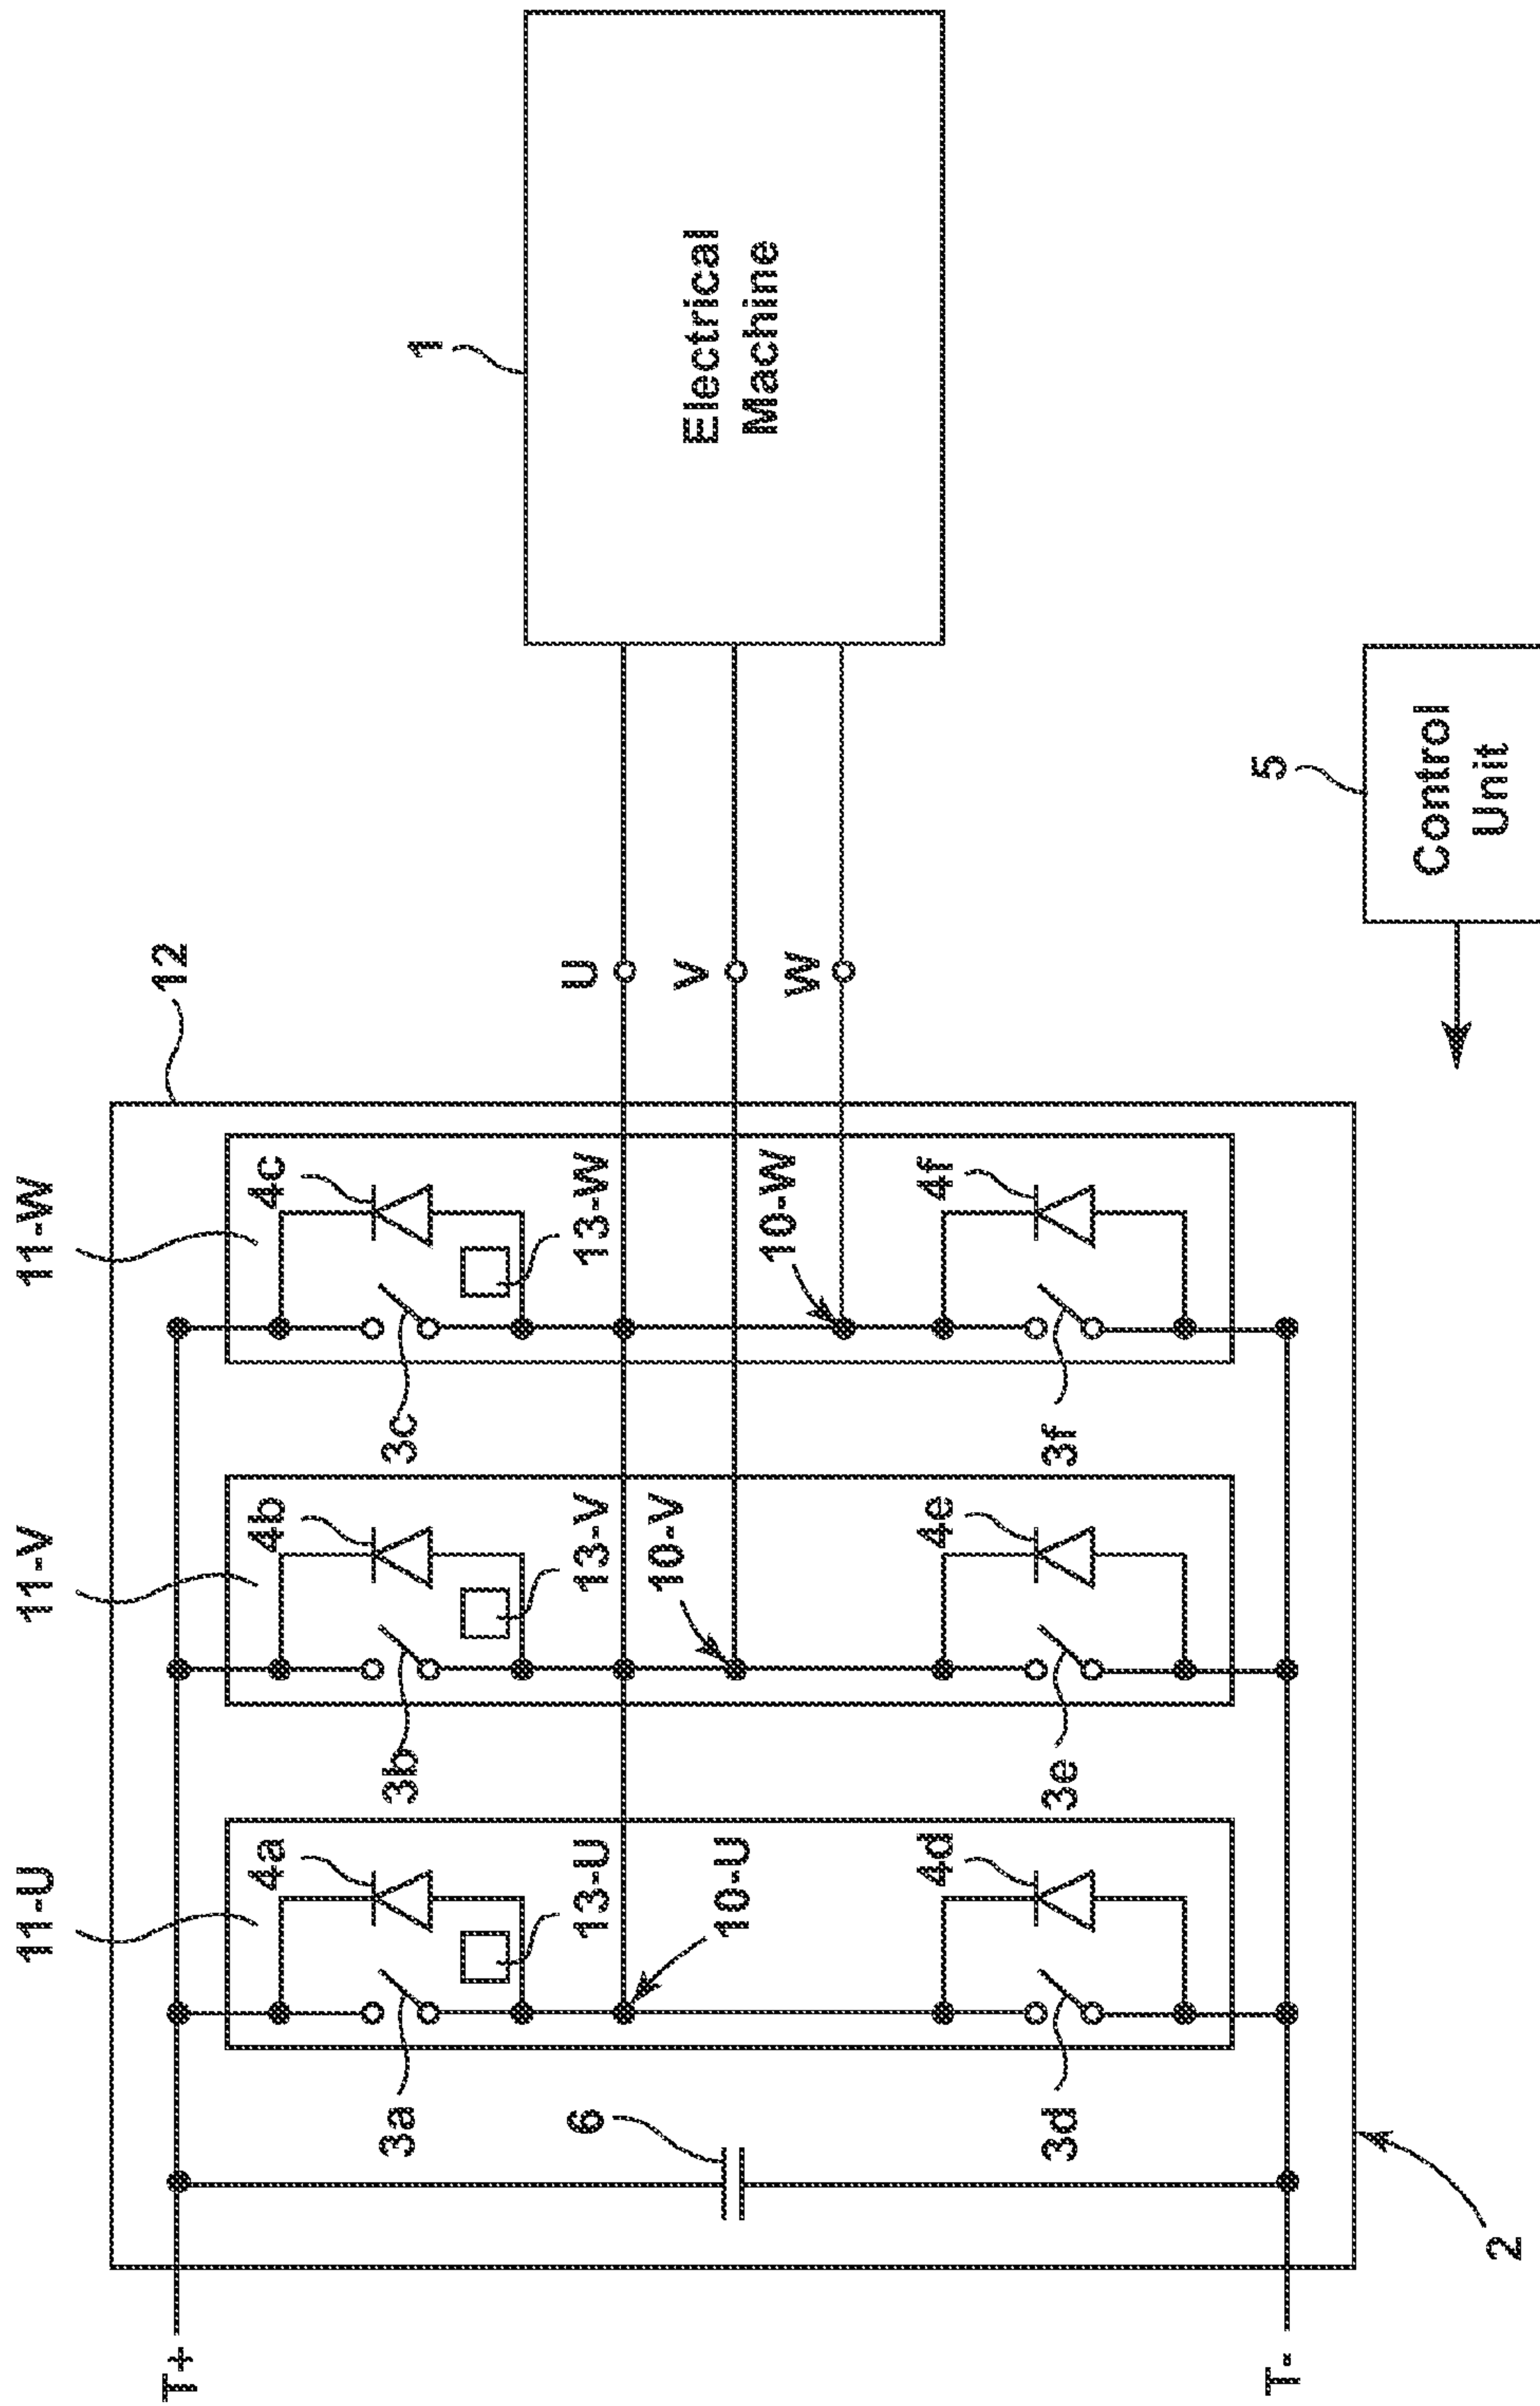 11-U
11-V
11-W
12
1
T+
4a
4b
4c
3a
3b
3c
13-U
13-V
13-W
U
V
W
6
10-U
10-V
10-W
Electrical
Machine
4d
4e
4f
3d
3e
3f
T-
2
5
Control
Unit